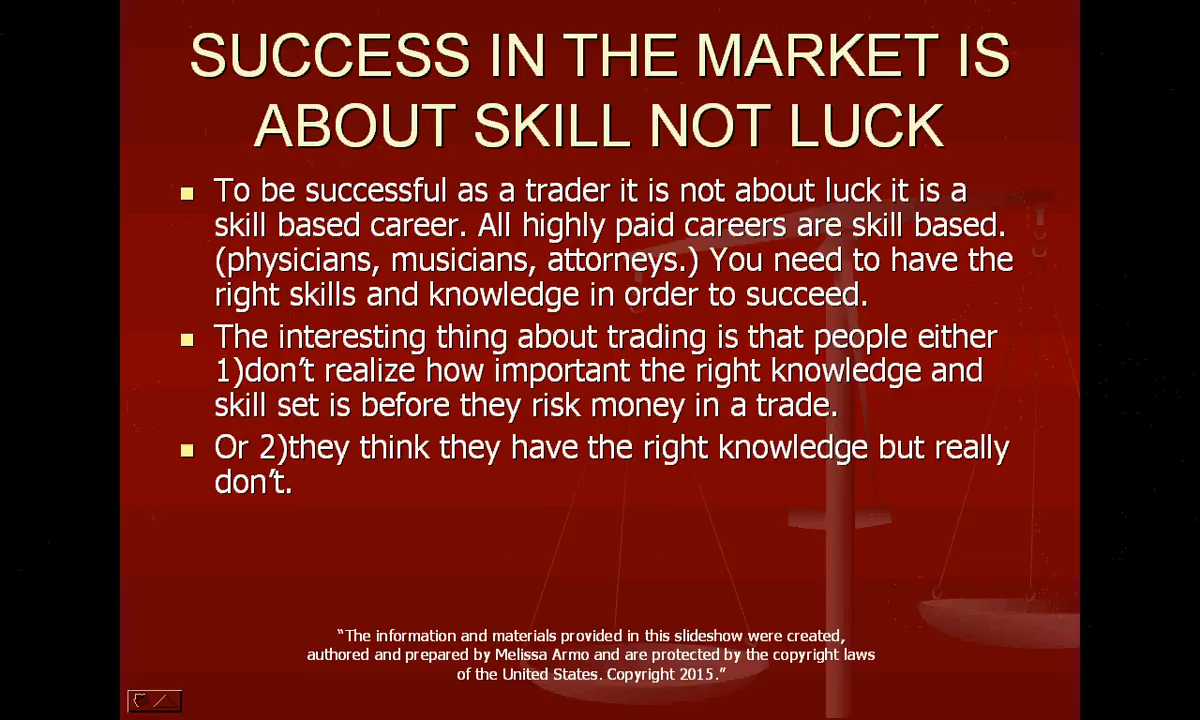 SUCCESS IN THE MARKET IS
ABOUT SKILL NOT LUCK
To be successful as a trader it is not about luck it is a
skill based career. All highly paid careers are skill based.
(physicians, musicians, attorneys.) You need to have the
right skills and knowledge in order to succeed.
The interesting thing about trading is that people either
1)don’t realize how important the right knowledge and
skill set is before they risk money in a trade.
Or 2)they think they have the right knowledge but really
don’t.
“The information and materials provided in this slideshow were created,
authored and prepared by Melissa Armo and are protected by the copyright laws
of the United States. Copyright 2015.”